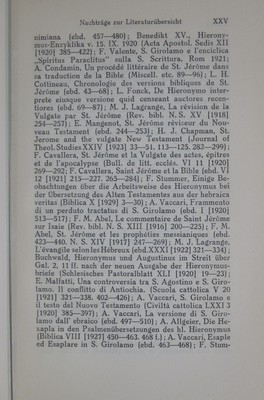 Nachträge zur Literaturübersicht XXV
nimiana (ebd. 457—480); Benedikt XV., Hierony-
mus-Enzyklika v. 15. IX. 1920 (Acta Apostol. Sedis XII
[1920] 385—422); F. Valente, S. Girolamo e l'enciclica
„Spiritus Paraclitus" sulla S. Scrittura, Rom 1921;
A. Condamin, Un procédé littéraire de St. Jérôme dans
sa traduction de la Bible (Miscell. etc. 89—96); L. H.
Cottineau, Chronologie des versions bibliques de St.
Jérôme (ebd. 43—68); L. Fonck, De Hieronymo inter-
prete eiusque versione quid censeant auctores recen-
tiores (ebd. 69—87); M. J. Lagrange, La révision de la
Vulgate par St. Jérôme (Rev. bibl. N. S. XV [1918]
254—257); E. Mangenot, St. Jérôme réviseur du Nou-
veau Testament (ebd. 244—253); H. J. Chapman, St.
Jerome and the vulgate New Testament (Journal of
Theol. Studies XXIV [1923] 33—51. 113—125. 282—299);
F. Cavallera, St. Jérôme et la Vulgate des actes, épîtres
et de l'apocalypse (Bull. de litt. ecclés. VI 11 [1920]
269—292; F. Cavallera, Saint Jérôme et la Bible (ebd. VI
12 [1921] 215—227. 265—284); F. Stummer, Einige Be-
obachtungen über die Arbeitsweise des Hieronymus bei
der Übersetzung des Alten Testamentes aus der hebraica
veritas (Biblica X [1929] 3—30); A. Vaccari, Frammento
di un perduto tractatus di S. Girolamo (ebd. I [1920]
513—517); F. M. Abel, Le commentaire de Saint Jérôme
sur Isaie (Rev. bibl. N. S. XIII [1916] 200—225); F. M.
Abel, St. Jérôme et les prophéties messianiques (ebd.
423—440. N. S. XIV [1917] 247—269); M. J. Lagrange,
L'évangile selon les Hébreux (ebd XXXI [1922] 321—334);
Buchwald, Hieronymus und Augustinus im Streit über
Gal. 2, 11 ff. nach der neuen Ausgabe der Hieronymus-
briefe (Schlesisches Pastoralblatt XLI [1920] 19—23);
E. Malfatti, Una controversia tra S. Agostino e S. Giro-
lamo. Il conflitto di Antiochia. (Scuola cattolica V 20
[1921] 321—338. 402—426); A. Vaccari, S. Girolamo e
il testo del Nuovo Testamento (Civiltà cattolica LXXI 3
[1920] 385—397); A. Vaccari, La versione di S. Giro-
lamo dall' ebraico (ebd. 497—510); A. Allgeier, Die He-
xapla in den Psalmenübersetzungen des hl. Hieronymus
(Biblica VIII [1927] 450—463. 468 f.); A. Vaccari, Esaple
ed Esaplare in S. Girolamo (ebd. 463—468); F. Stum-